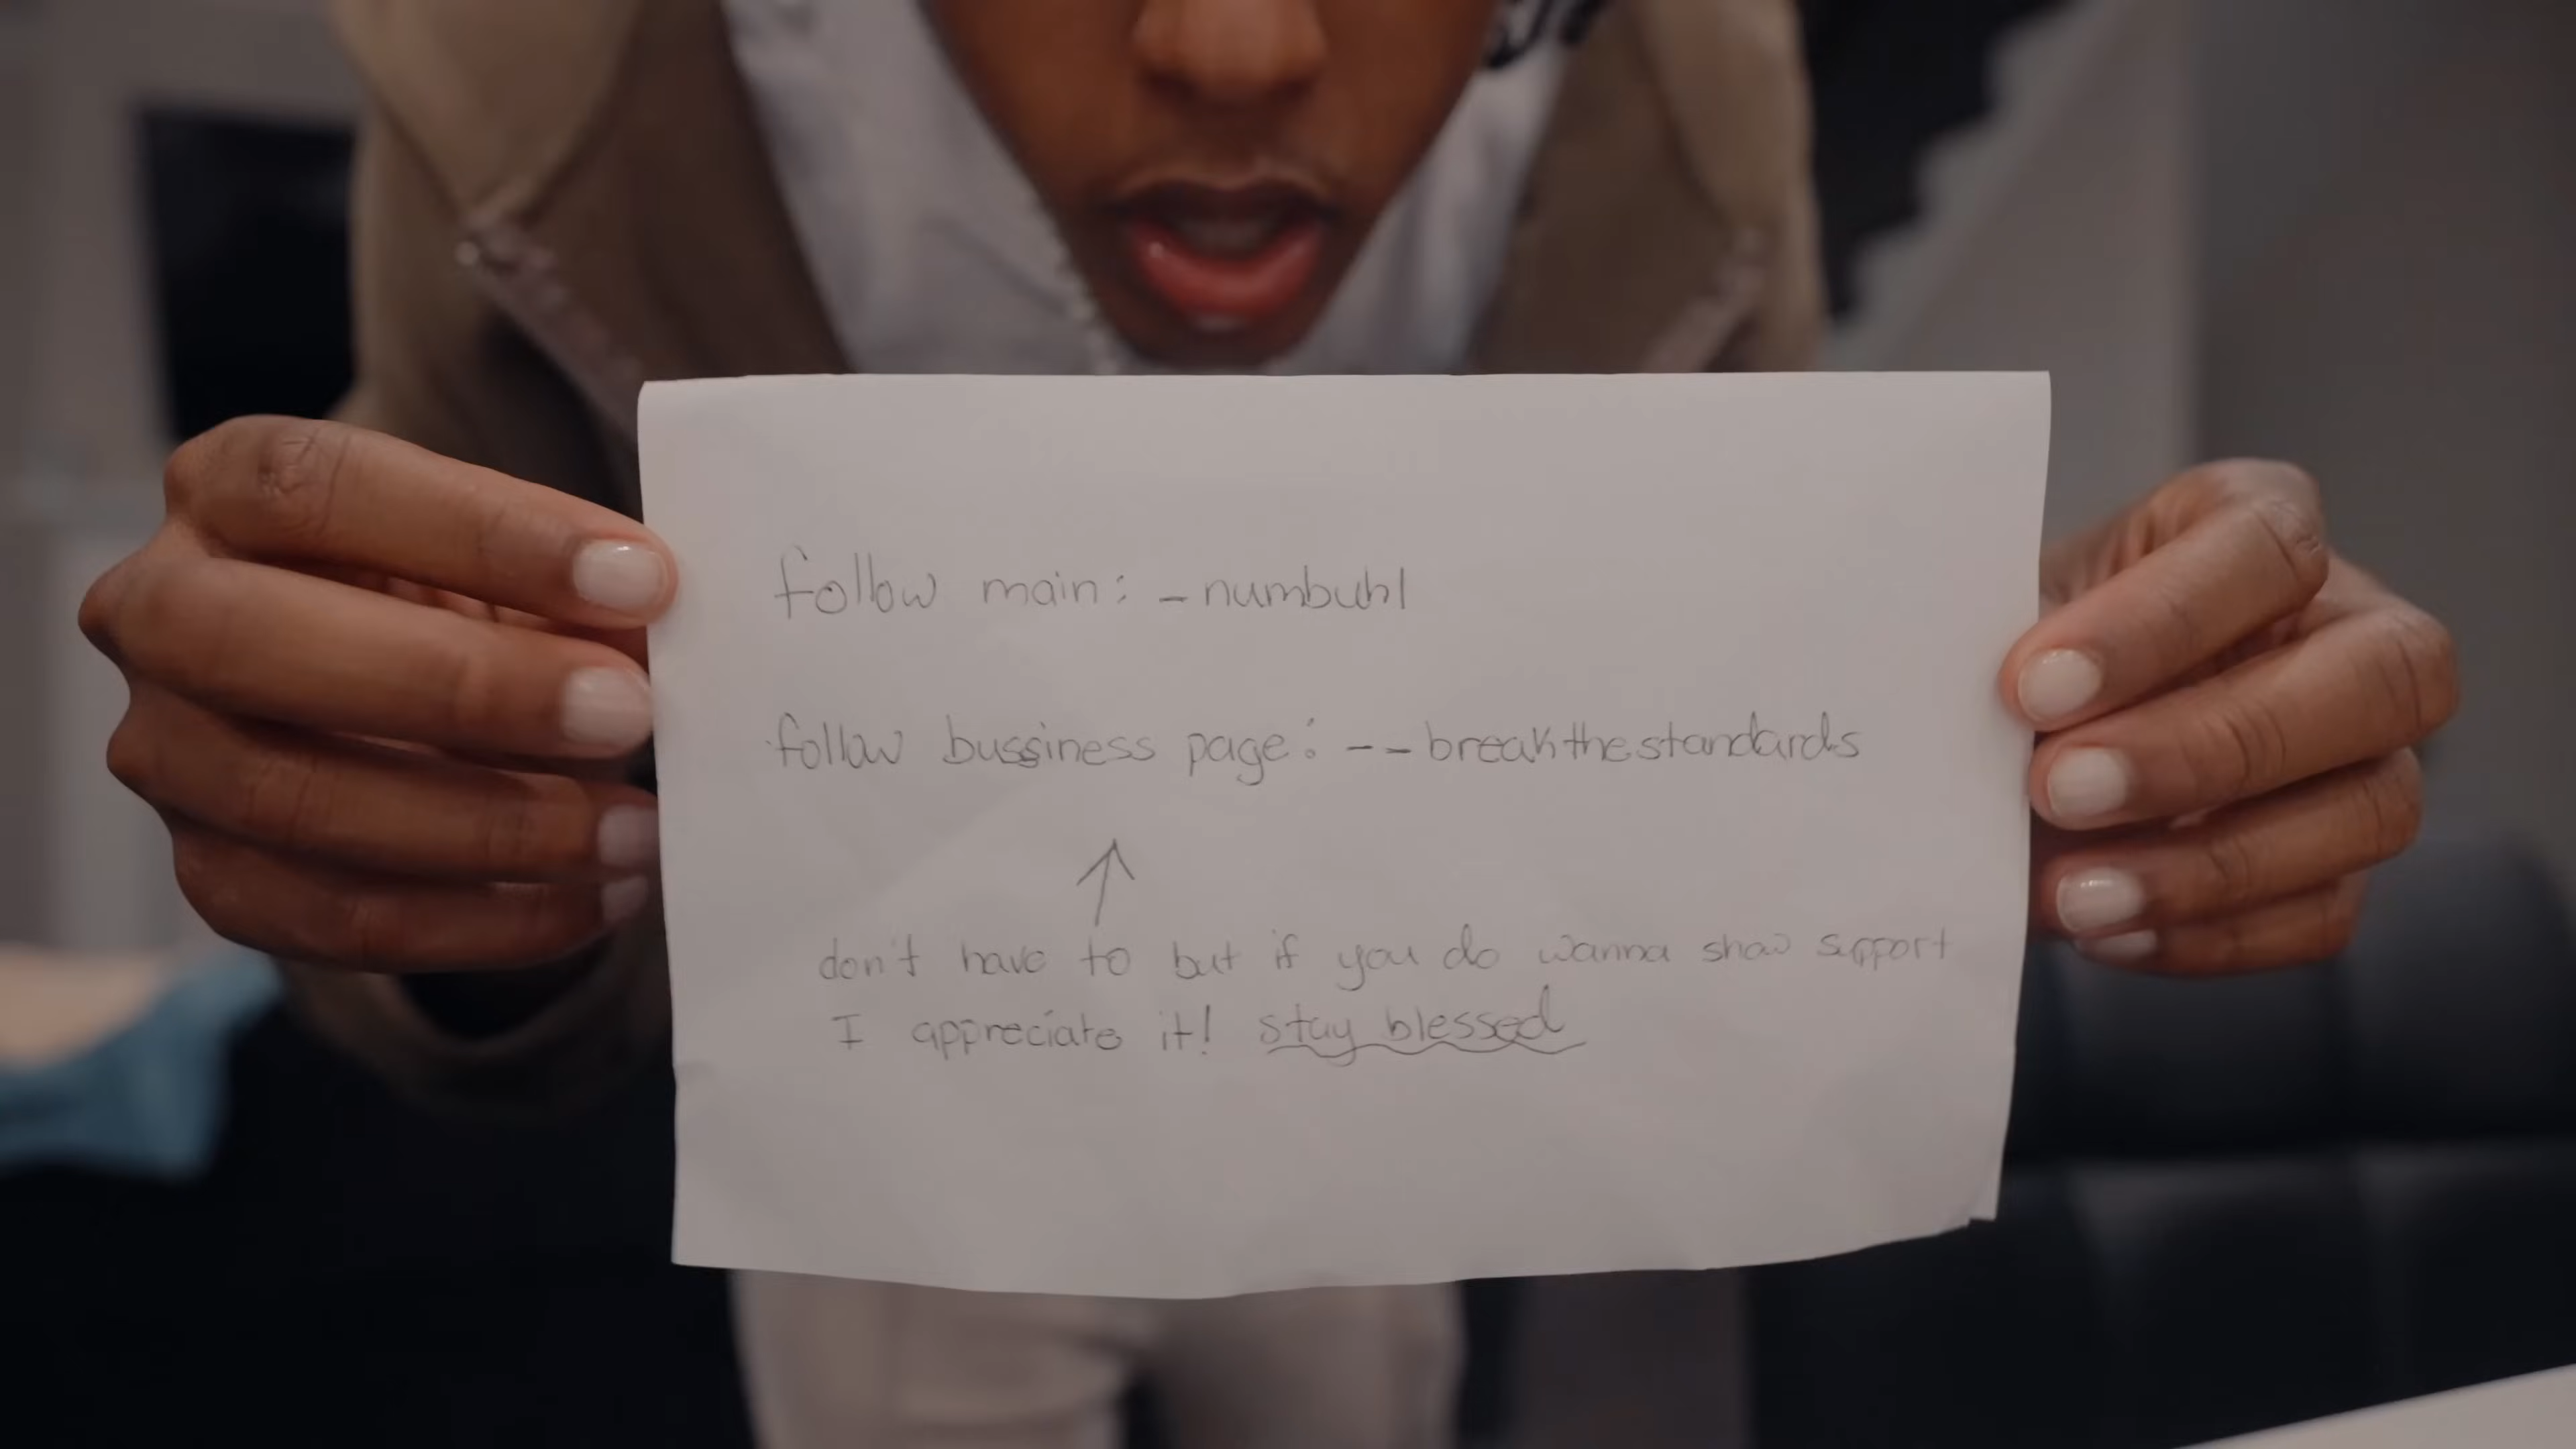 follow main: _numbuh1
follow bussiness page: __breakthestandards
↑
don't have to but if you do wanna show support
I appreciate it! stay blessed